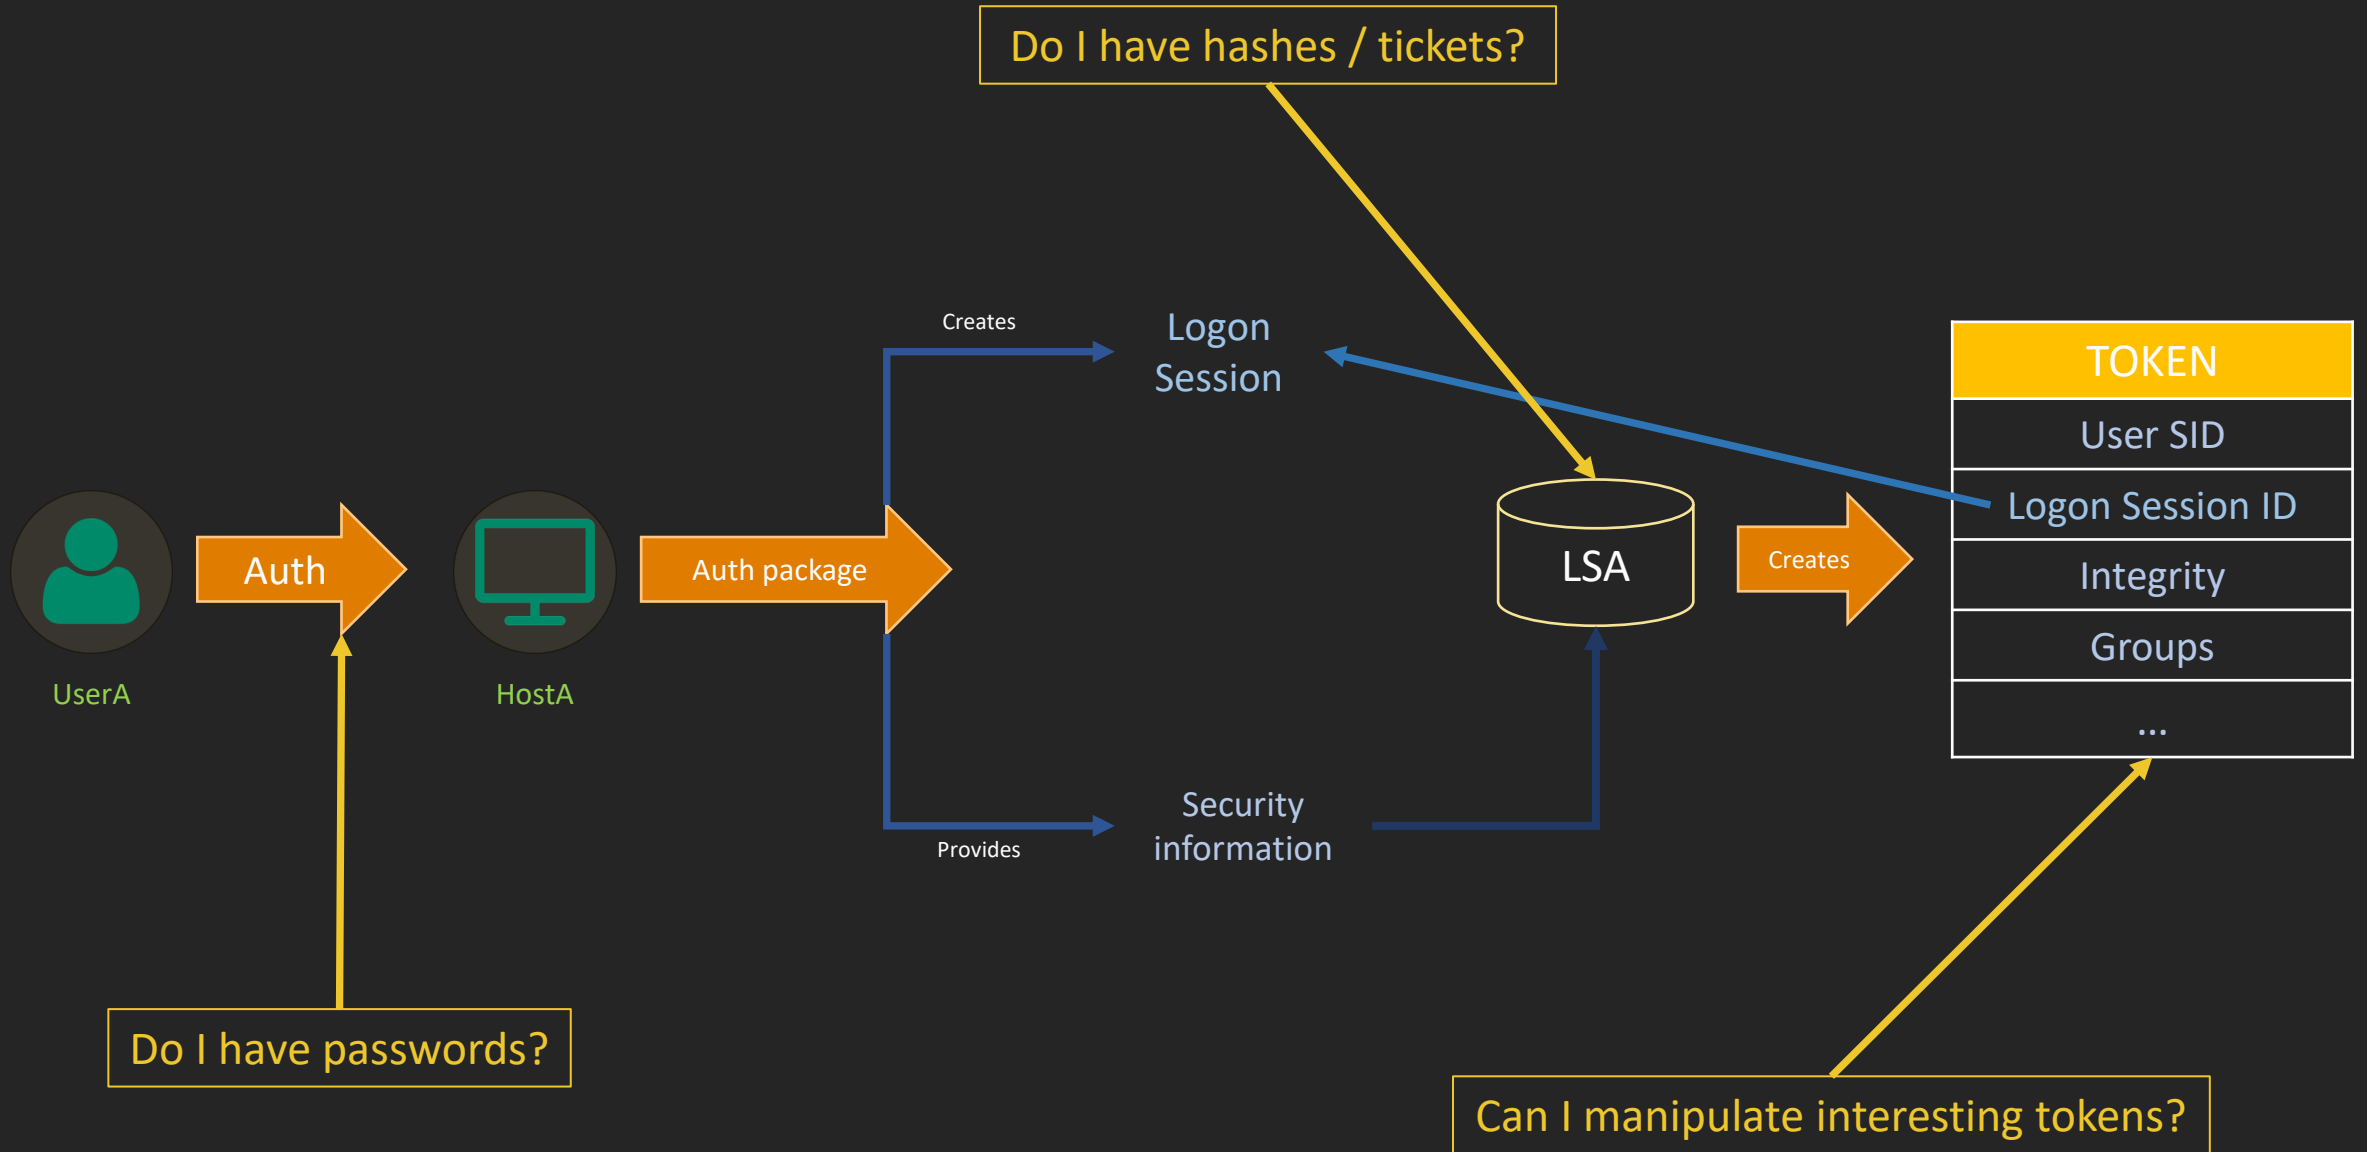 Do I have hashes / tickets?
Creates
Logon
Session
TOKEN
User SID
Logon Session ID
Integrity
Groups
...
Auth
Auth package
LSA
Creates
UserA
HostA
Security
information
Provides
Do I have passwords?
Can I manipulate interesting tokens?